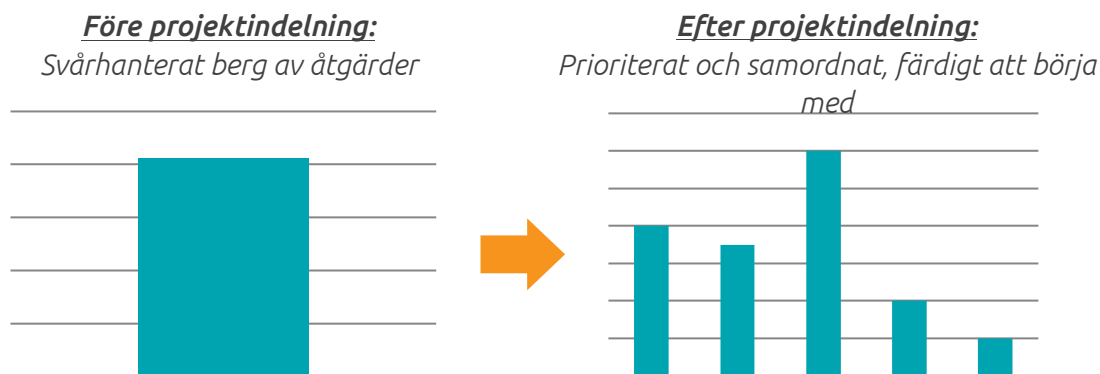 Före projektindelning:
Svårhanterat berg av åtgärder
Efter projektindelning:
Prioriterat och samordnat, färdigt att börja
med